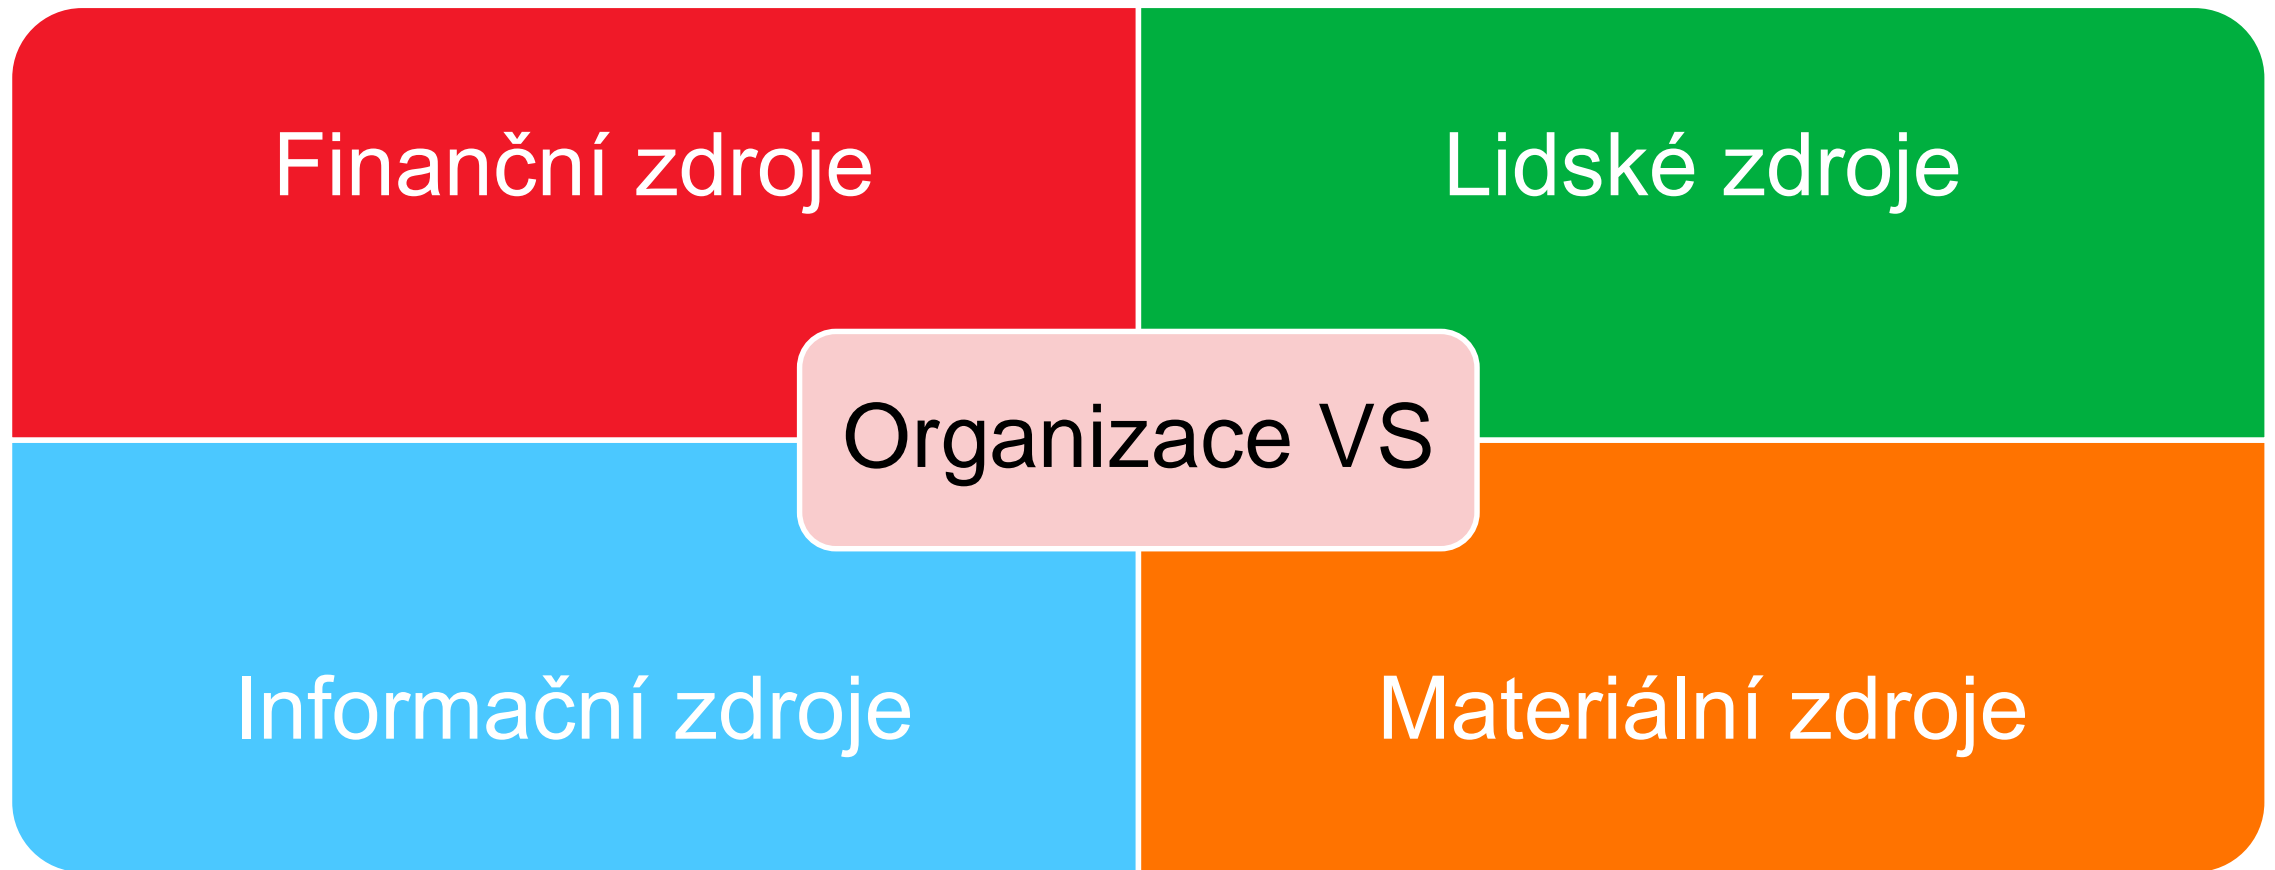 Finanční zdroje
Lidské zdroje
Organizace VS
Informační zdroje
Materiální zdroje